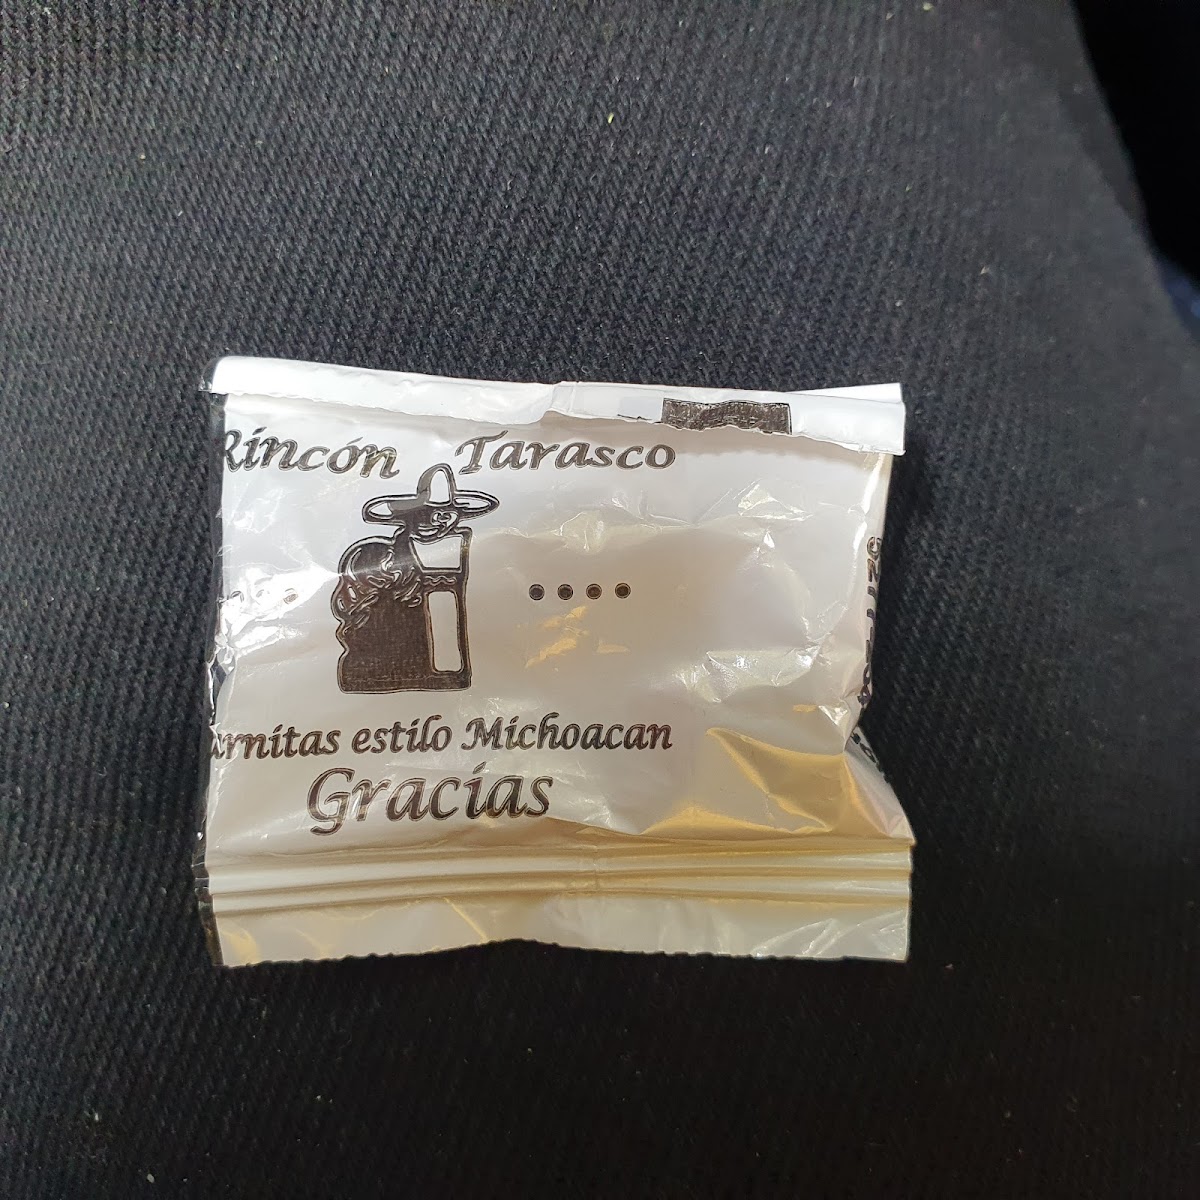 Rincón Tarasco
arnitas estilo Michoacan
Gracias